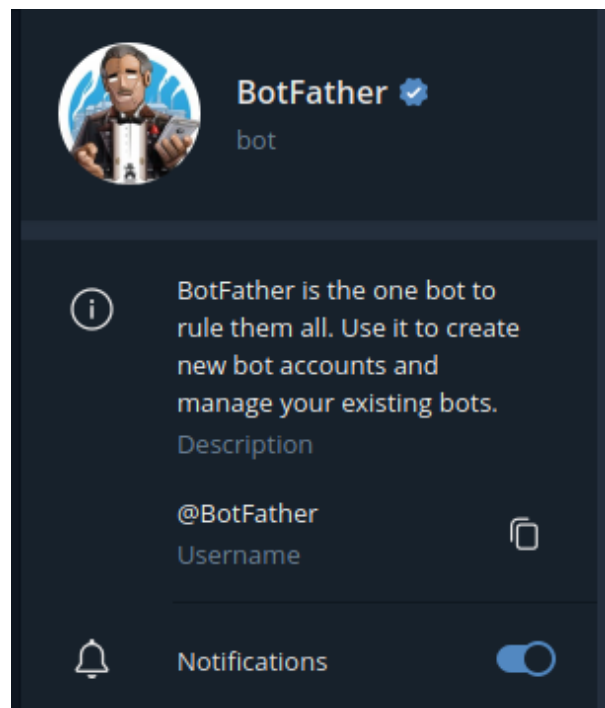 BotFather
bot
BotFather is the one bot to
rule them all. Use it to create
new bot accounts and
manage your existing bots.
Description
@BotFather
Username
Notifications